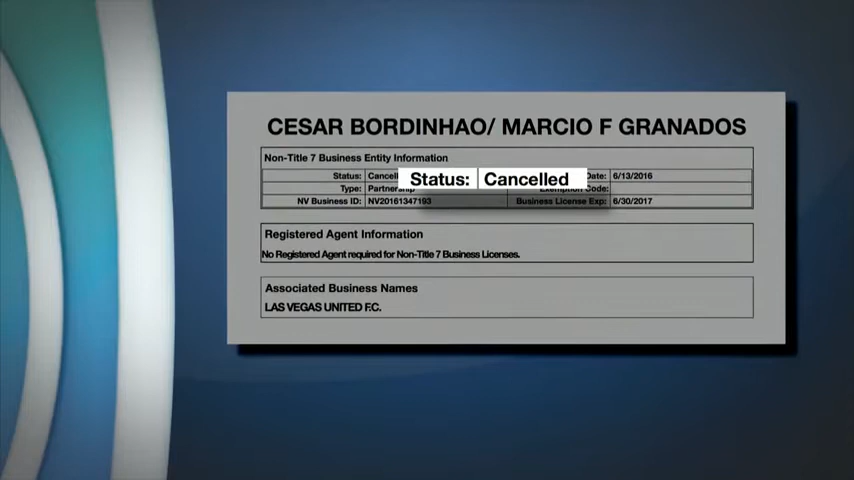 CESAR BORDINHAO/ MARCIO F GRANADOS
Non-Title 7 Business Entity Information
Status: Cancelled Date: 6/13/2016
Type: Partnership Exemption Code:
NV Business ID: NV20161347193 Business License Exp: 6/30/2017
Registered Agent Information
No Registered Agent required for Non-Title 7 Business Licenses.
Associated Business Names
LAS VEGAS UNITED F.C.